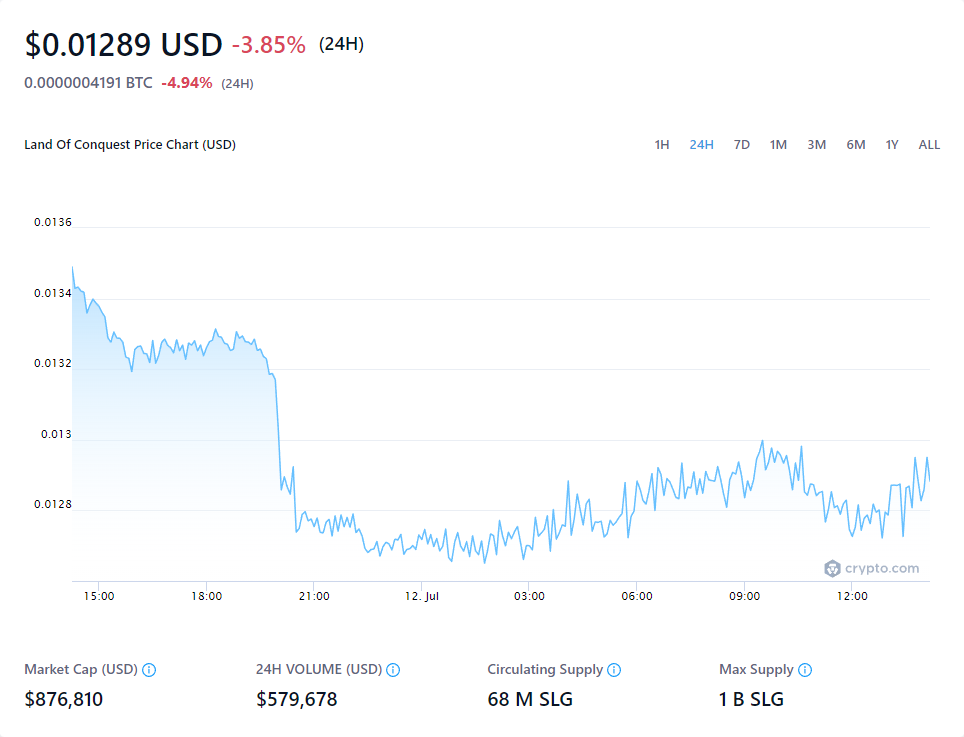 $0.01289 USD -3.85% (24H)
0.0000004191 BTC -4.94% (24H)
Land Of Conquest Price Chart (USD) 1H 24H 7D 1M 3M 6M 1Y ALL
0.0136
0.0134
0.0132
0.013
0.0128
crypto.com
15:00 18:00 21:00 12. Jul 03:00 06:00 09:00 12:00
Market Cap (USD) 24H VOLUME (USD) Circulating Supply Max Supply
$876,810 $579,678 68 M SLG 1 B SLG